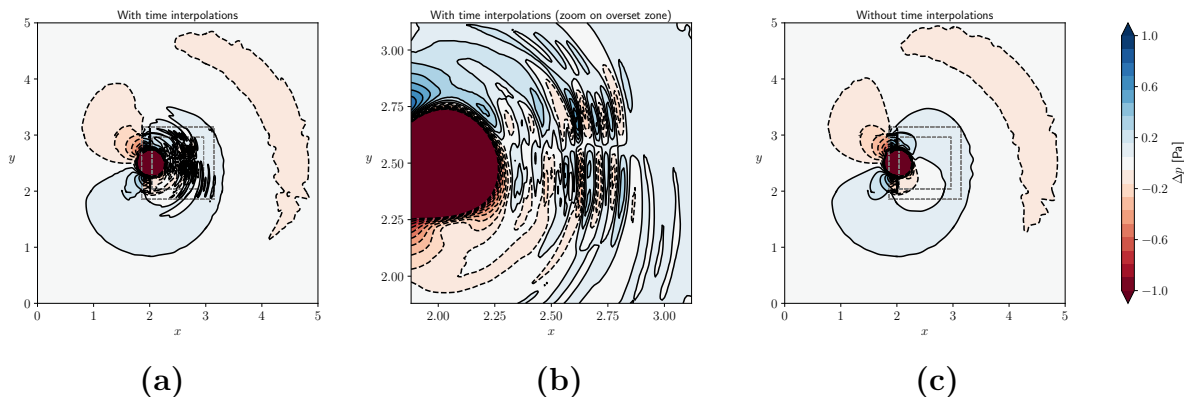 With time interpolations
With time interpolations (zoom on overset zone)
Without time interpolations
5
4
3
y
2
1
0
0 1 2 3 4 5
x
3.00
2.75
y
2.50
2.25
2.00
2.00 2.25 2.50 2.75 3.00
x
5
4
3
y
2
1
0
0 1 2 3 4 5
x
1.0
0.6
0.2
−0.2
−0.6
−1.0
Δp [Pa]
(a)
(b)
(c)